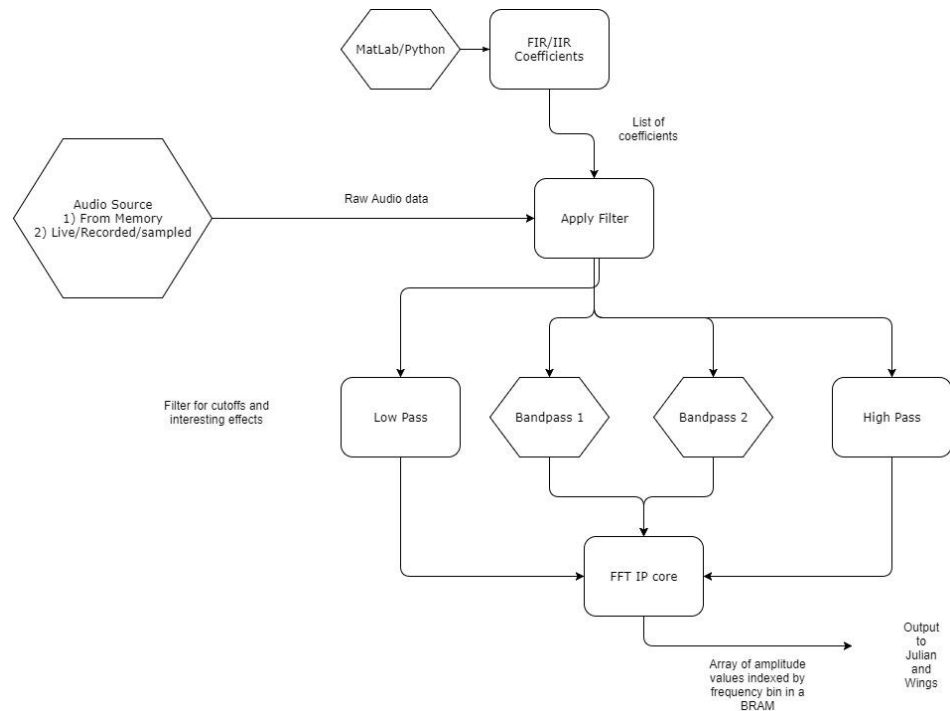 MatLab/Python
FIR/IIR
Coefficients
List of
coefficients
Audio Source
1) From Memory
2) Live/Recorded/sampled
Raw Audio data
Apply Filter
Filter for cutoffs and
interesting effects
Low Pass
Bandpass 1
Bandpass 2
High Pass
FFT IP core
Array of amplitude
values indexed by
frequency bin in a
BRAM
Output
to
Julian
and
Wings